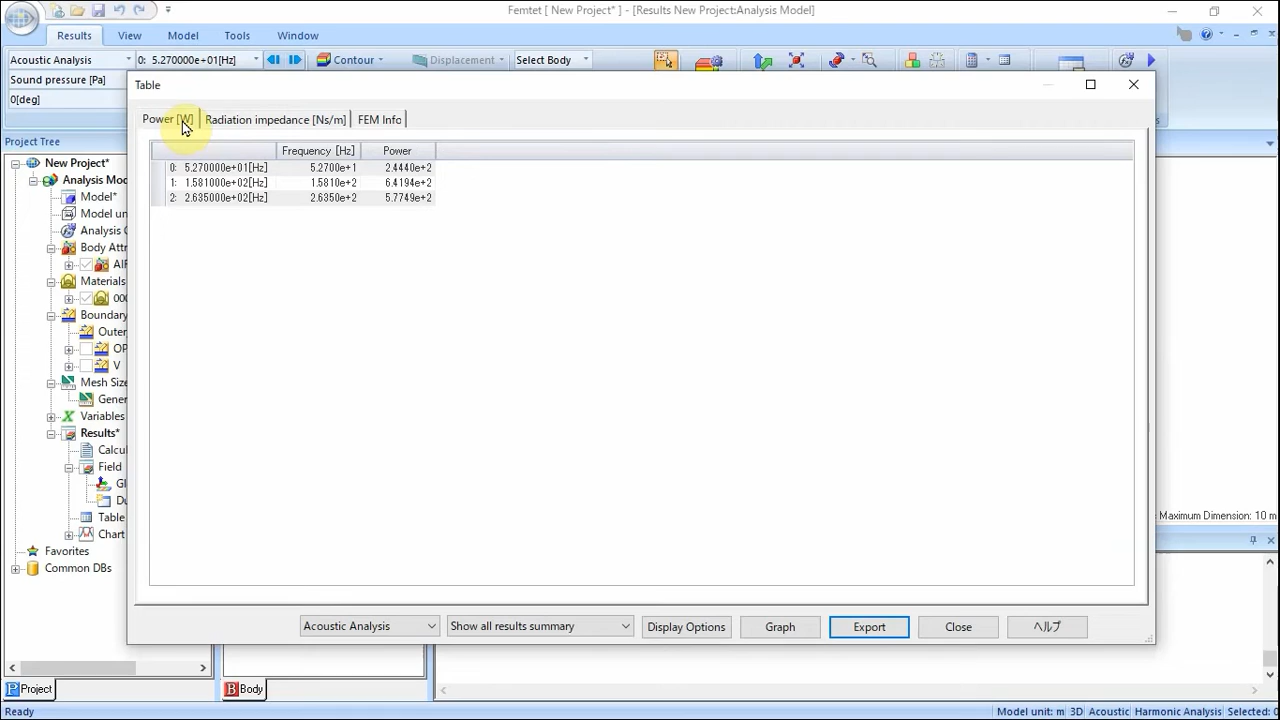 Femtet [ New Project* ] - [Results New Project:Analysis Model]
Results View Model Tools Window
Acoustic Analysis 0: 5.270000e+01[Hz] Contour Displacement Select Body
Sound pressure [Pa]
0[deg]
Project Tree
New Project*
Analysis Mod
Model*
Model un
Analysis C
Body Attr
AIR
Materials
000
Boundary
Outer
OP
V
Mesh Size
Gener
Variables
Results*
Calcul
Field
Gl
Du
Table
Chart
Favorites
Common DBs
Project
Body
Table
Power [W] Radiation impedance [Ns/m] FEM Info
Frequency [Hz] Power
0: 5.270000e+01[Hz] 5.2700e+1 2.4440e+2
1: 1.581000e+02[Hz] 1.5810e+2 6.4194e+2
2: 2.635000e+02[Hz] 2.6350e+2 5.7749e+2
Acoustic Analysis Show all results summary Display Options Graph Export Close ヘルプ
Maximum Dimension: 10 m
Ready
Model unit: m 3D Acoustic Harmonic Analysis Selected: 0